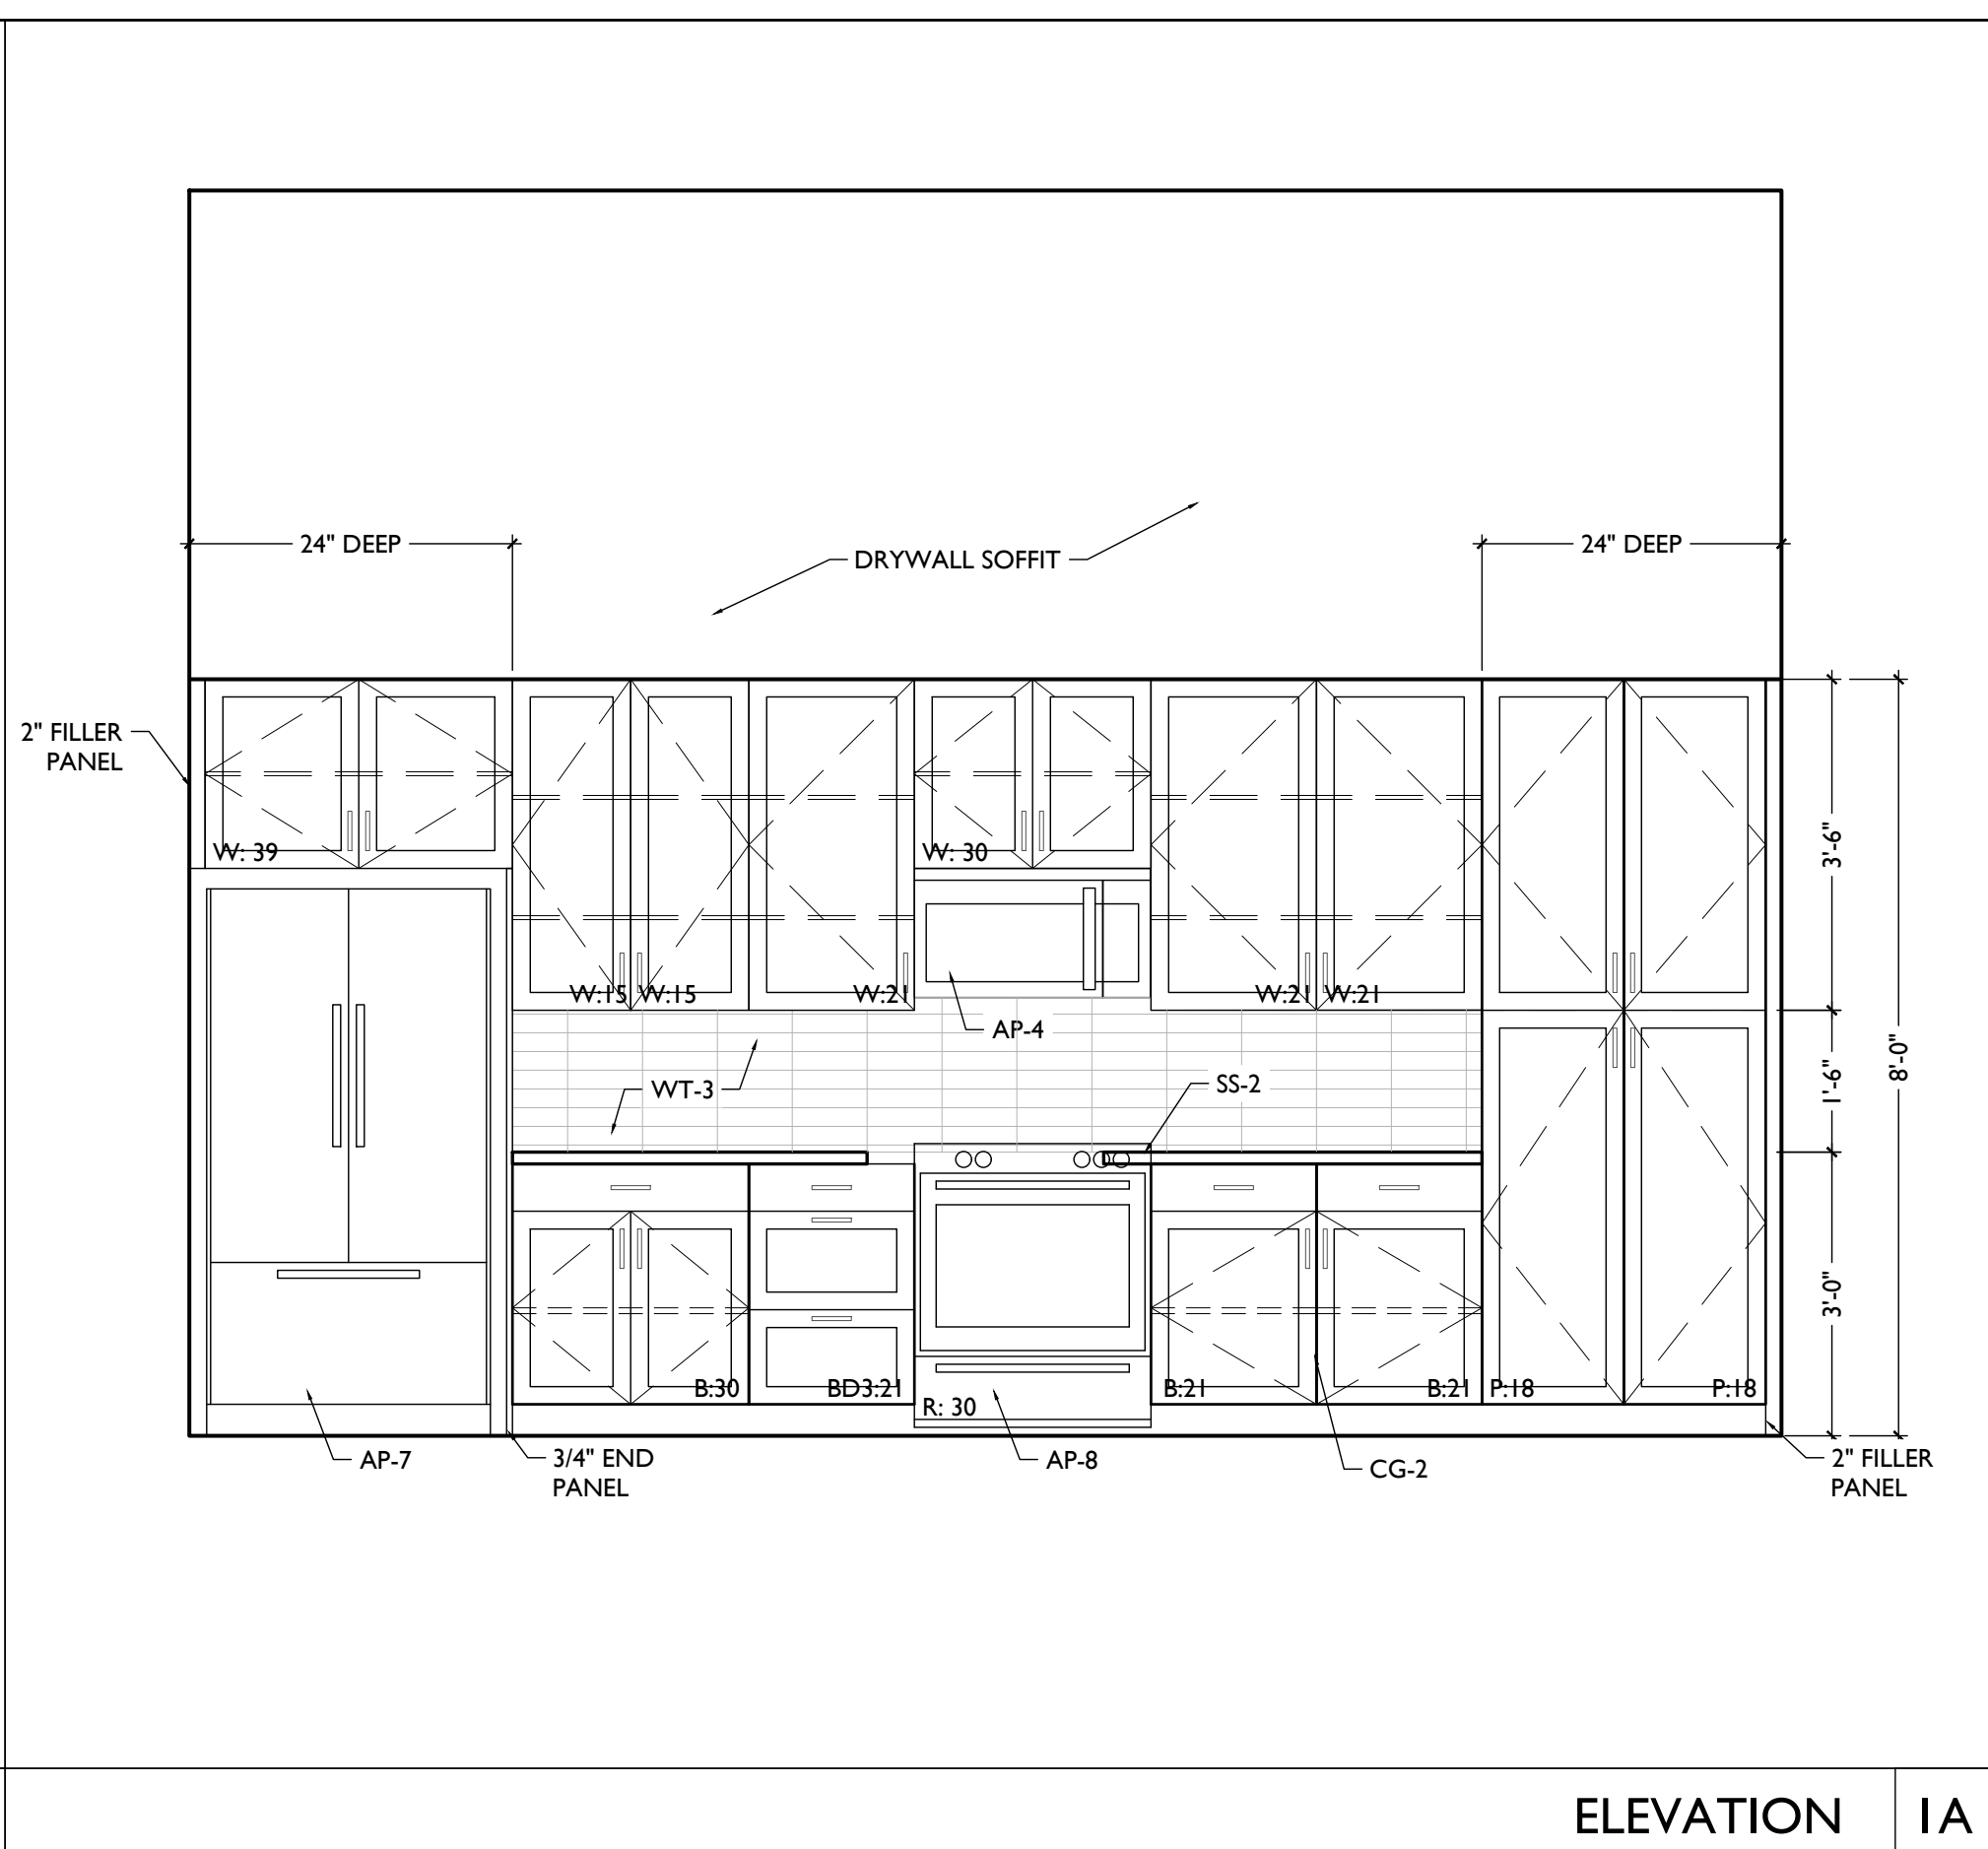 24" DEEP
DRYWALL SOFFIT
24" DEEP
2" FILLER
PANEL
W: 39
W: 30
3'-6"
W:15
W:15
W:21
W:21
W:21
AP-4
WT-3
SS-2
1'-6"
8'-0"
3'-0"
B:30
BD3:21
R: 30
B:21
B:21
P:18
P:18
AP-7
3/4" END
PANEL
AP-8
CG-2
2" FILLER
PANEL
ELEVATION
1A